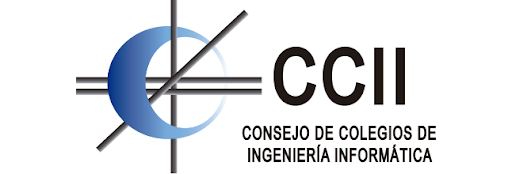 CCII
CONSEJO DE COLEGIOS DE
INGENIERÍA INFORMÁTICA